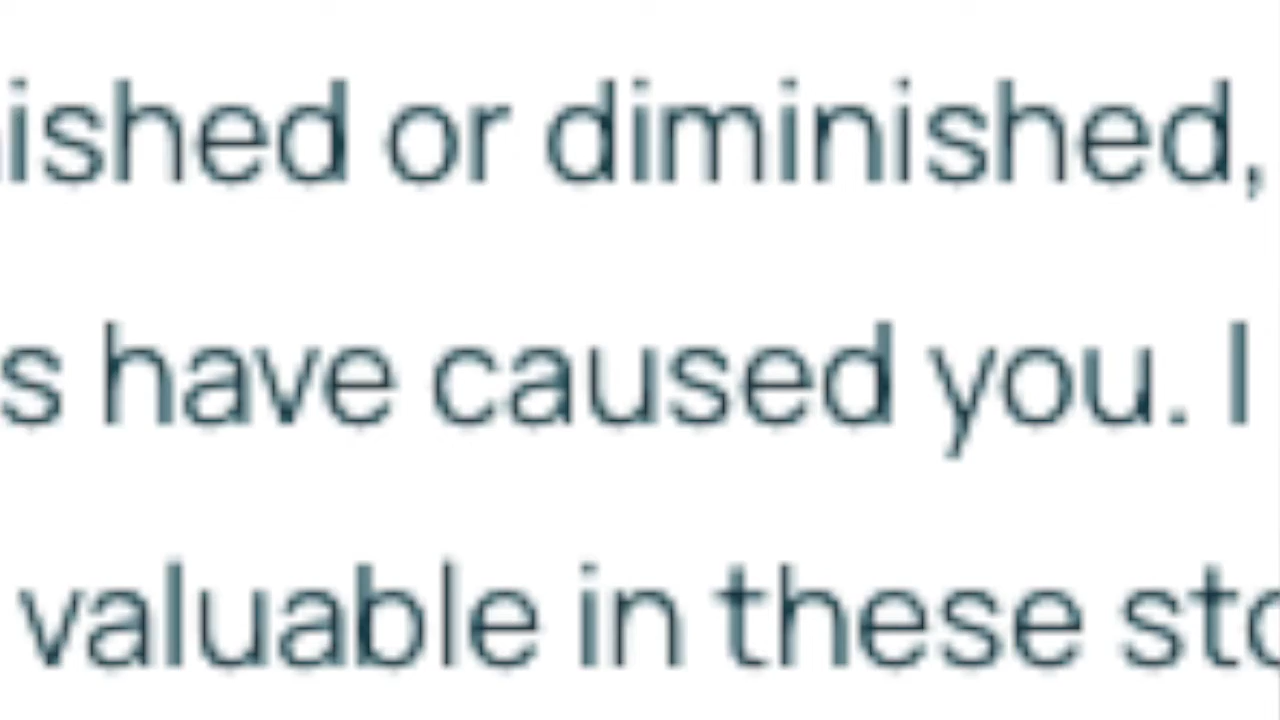 ished or diminished,
s have caused you. I
valuable in these sto